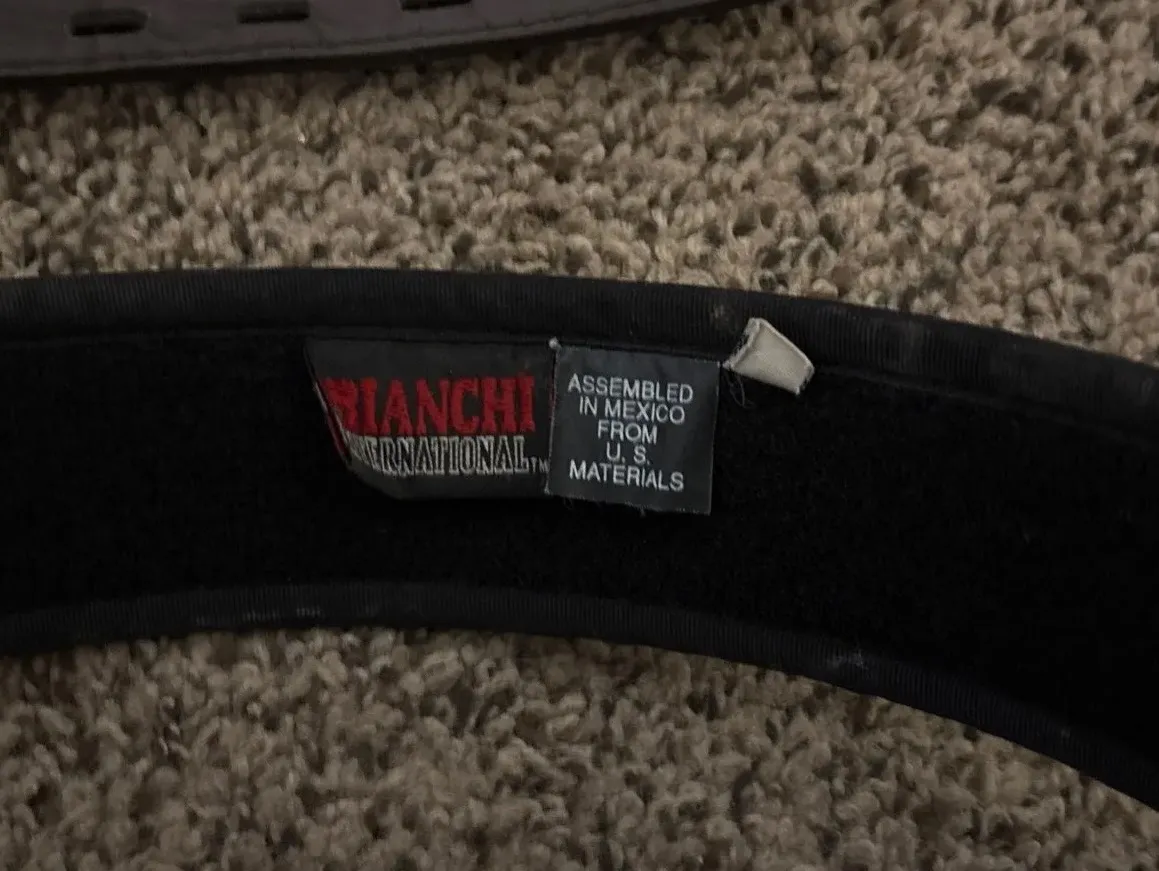 BIANCHI
INTERNATIONAL™
ASSEMBLED
IN MEXICO
FROM
U. S.
MATERIALS